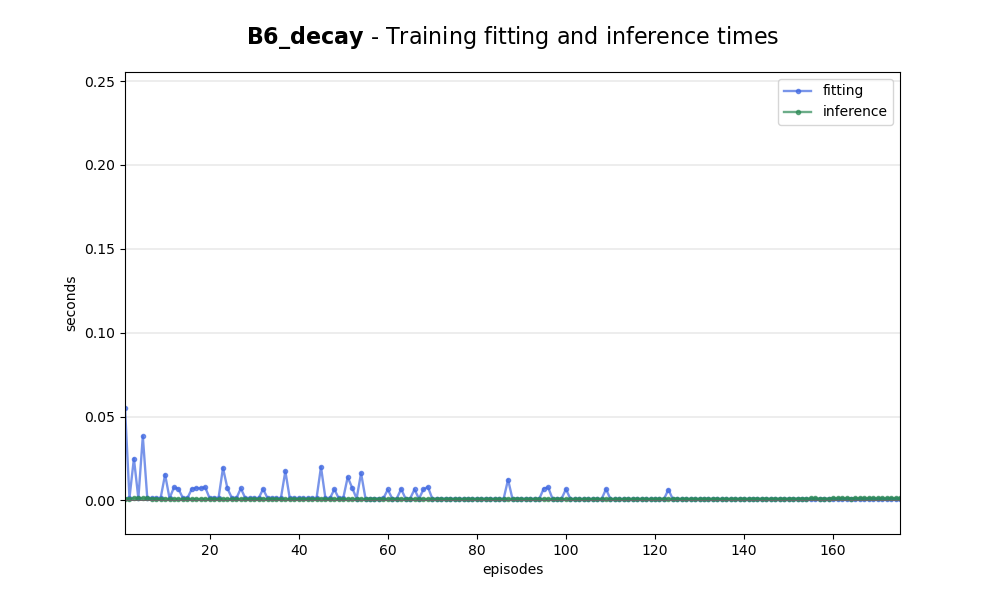 B6_decay - Training fitting and inference times
fitting
inference
0.25
0.20
0.15
0.10
0.05
0.00
seconds
20 40 60 80 100 120 140 160
episodes